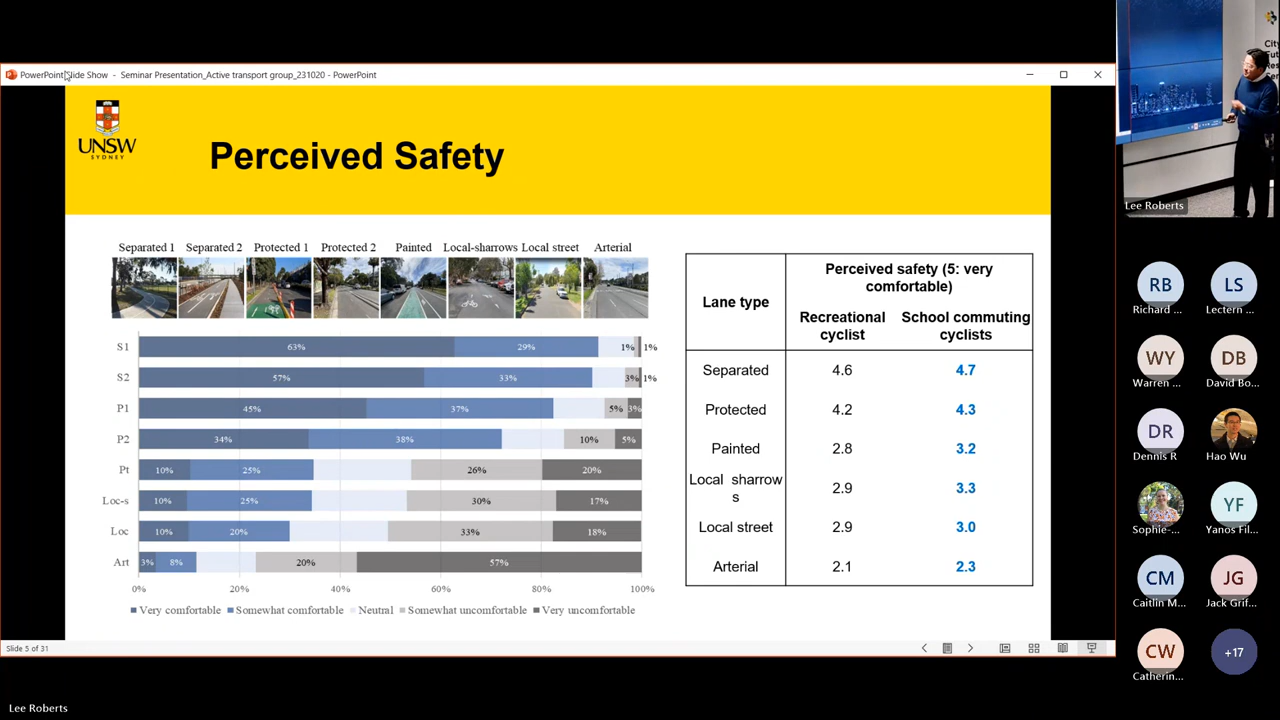 PowerPoint Slide Show - Seminar Presentation_Active transport group_231020 - PowerPoint
UNSW
SYDNEY
Perceived Safety
Separated 1 Separated 2 Protected 1 Protected 2 Painted Local-sharrows Local street Arterial
S1 63% 29% 1% 1%
S2 57% 33% 3% 1%
P1 45% 37% 5% 3%
P2 34% 38% 10% 5%
Pt 10% 25% 26% 20%
Loc-s 10% 25% 30% 17%
Loc 10% 20% 33% 18%
Art 3% 8% 20% 57%
0% 20% 40% 60% 80% 100%
Very comfortable Somewhat comfortable Neutral Somewhat uncomfortable Very uncomfortable
Lane type
Perceived safety (5: very
comfortable)
Recreational
cyclist
School commuting
cyclists
Separated 4.6 4.7
Protected 4.2 4.3
Painted 2.8 3.2
Local sharrow
s
2.9 3.3
Local street 2.9 3.0
Arterial 2.1 2.3
Slide 5 of 31
Lee Roberts
RB
Richard ...
LS
Lectern ...
WY
Warren ...
DB
David Bo...
DR
Dennis R
Hao Wu
Sophie-...
YF
Yanos Fil...
CM
Caitlin M...
JG
Jack Grif...
CW
Catherin...
+17
Lee Roberts